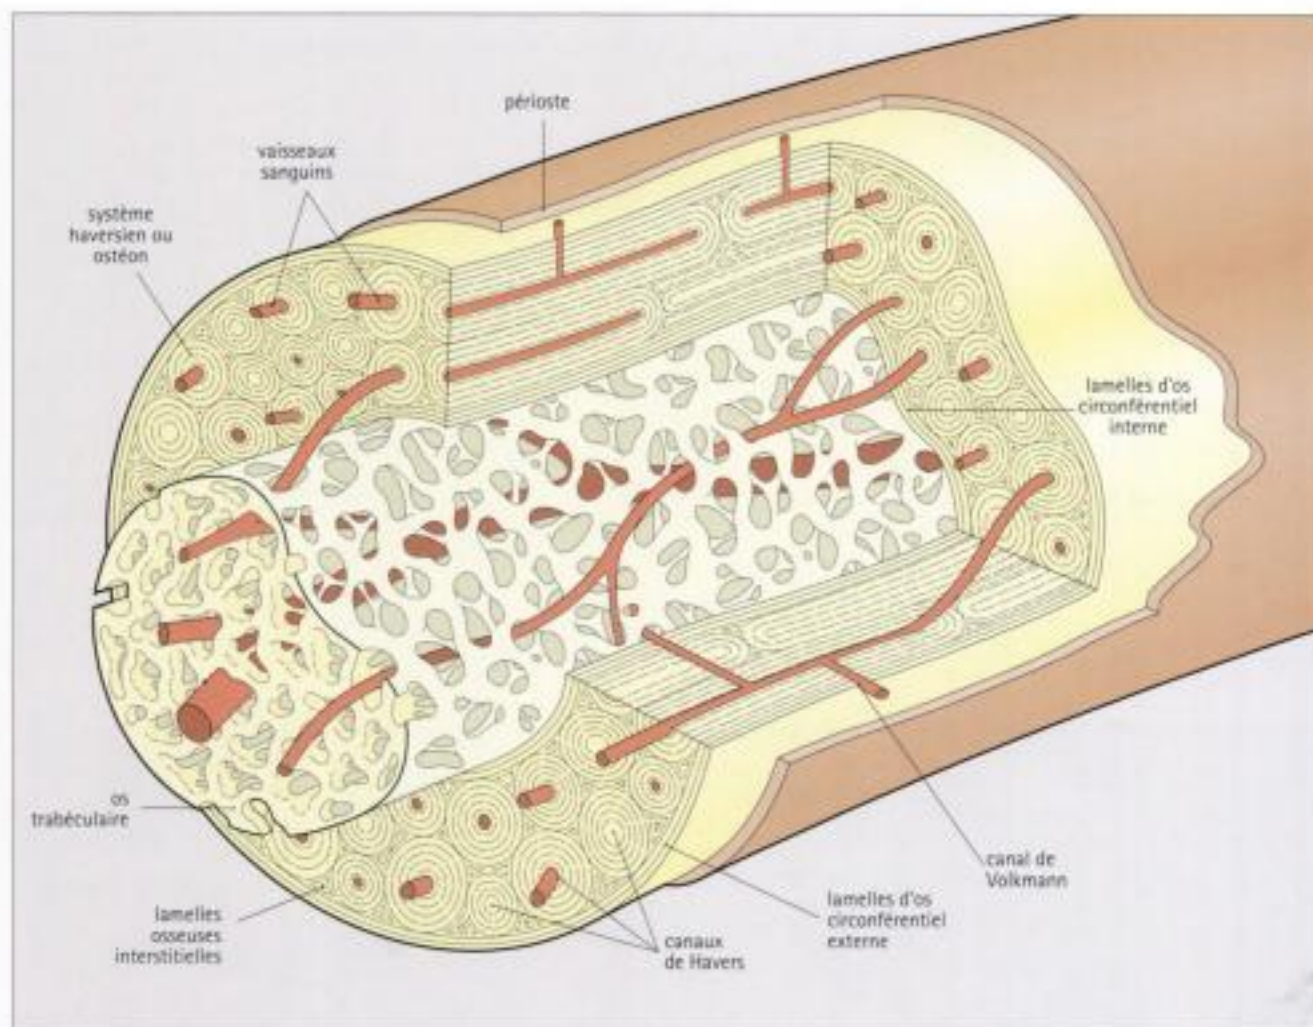 périoste
vaisseaux
sanguins
système
haversien ou
ostéon
lamelles d'os
circonférentiel
interne
os
trabéculaire
canal de
Volkmann
lamelles d'os
circonférentiel
externe
lamelles
osseuses
interstitielles
canaux
de Havers